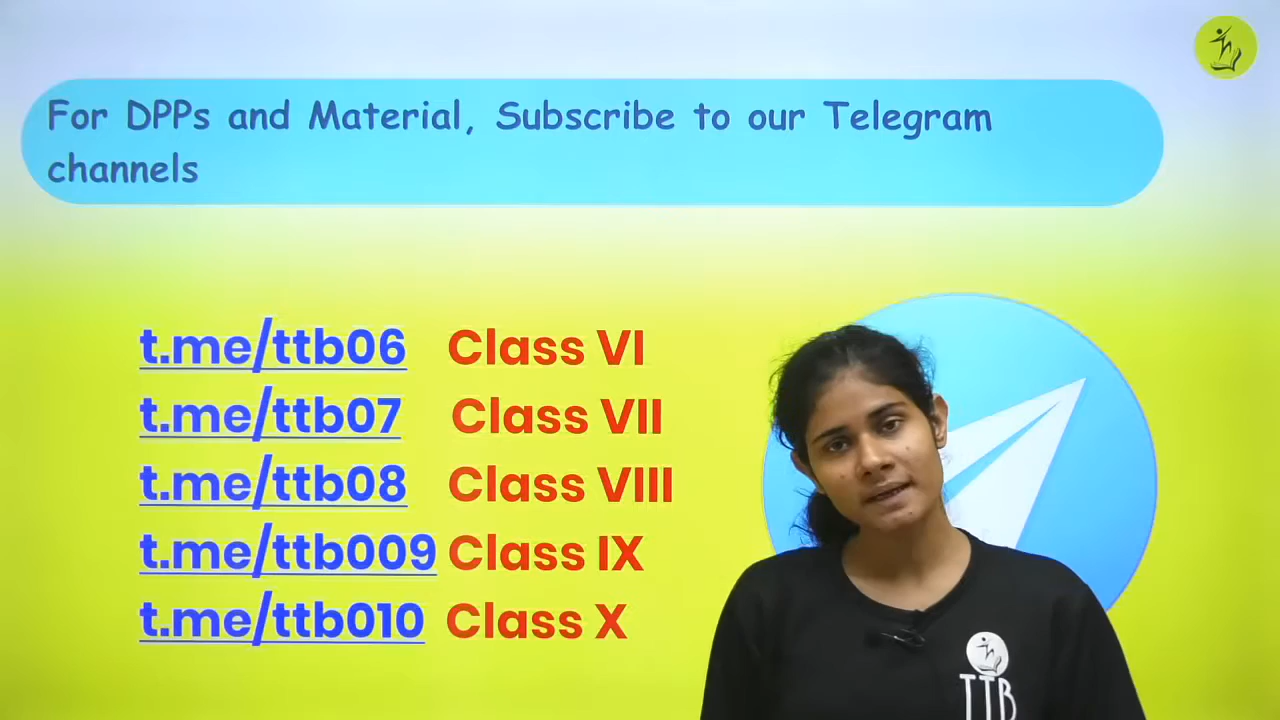 For DPPs and Material, Subscribe to our Telegram
channels
t.me/ttb06 Class VI
t.me/ttb07 Class VII
t.me/ttb08 Class VIII
t.me/ttb009 Class IX
t.me/ttb010 Class X
TTB